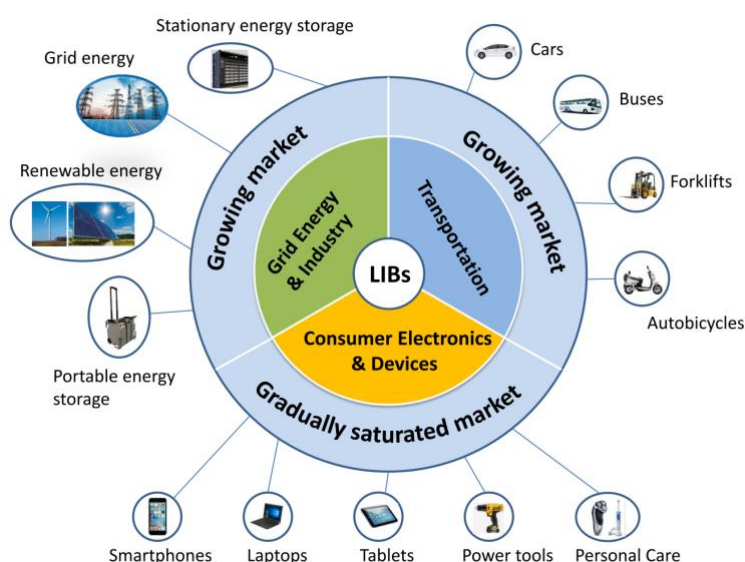 Stationary energy storage
Grid energy
Renewable energy
Portable energy
storage
Cars
Buses
Forklifts
Autobicycles
Growing market
Growing market
Gradually saturated market
Grid Energy
& Industry
Transportation
LIBs
Consumer Electronics
& Devices
Smartphones
Laptops
Tablets
Power tools
Personal Care